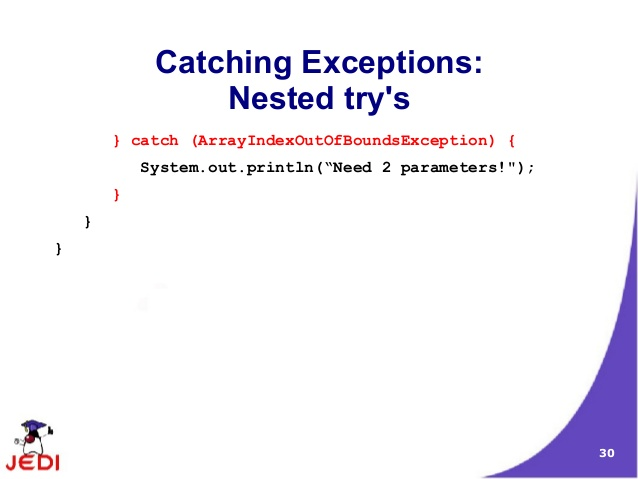 Catching Exceptions:
Nested try's
} catch (ArrayIndexOutOfBoundsException) {
System.out.println(“Need 2 parameters!");
}
}
}
JEDI
30